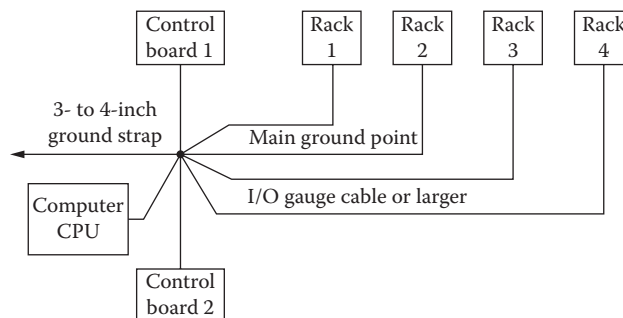 Control
board 1
Rack
1
Rack
2
Rack
3
Rack
4
3- to 4-inch
ground strap
Main ground point
I/O gauge cable or larger
Computer
CPU
Control
board 2